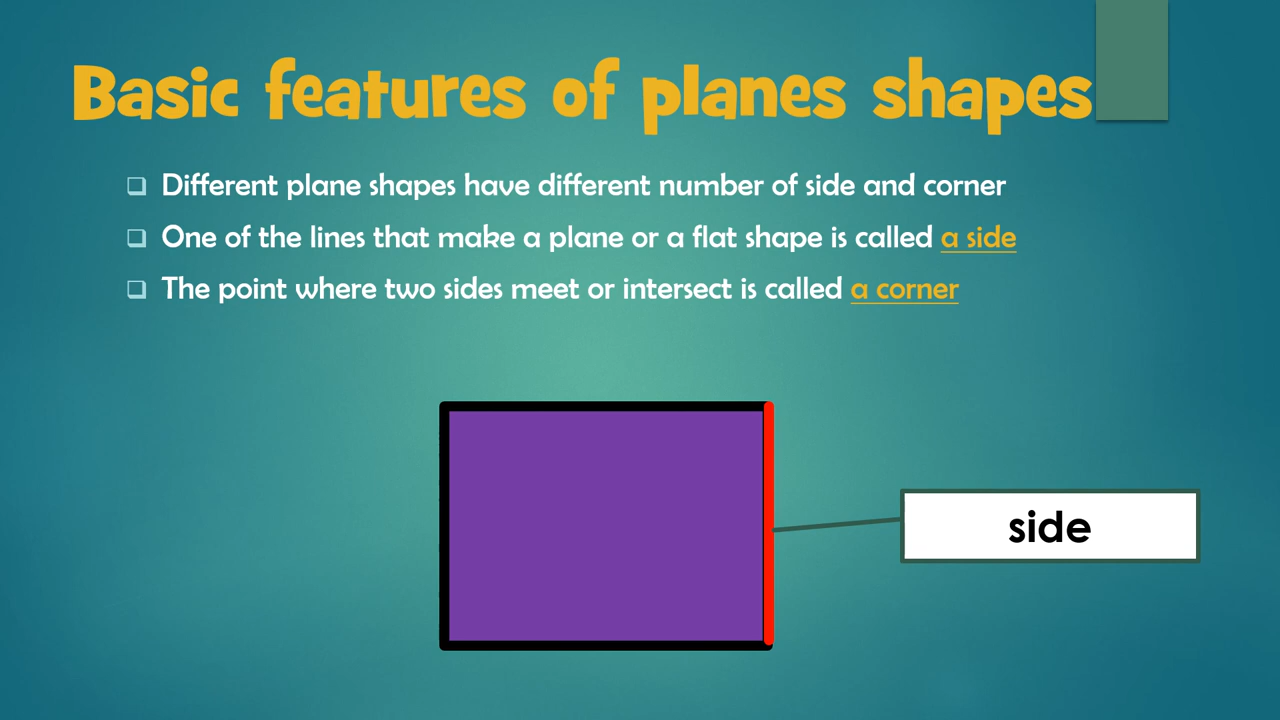 Basic features of planes shapes
Different plane shapes have different number of side and corner
One of the lines that make a plane or a flat shape is called a side
The point where two sides meet or intersect is called a corner
side